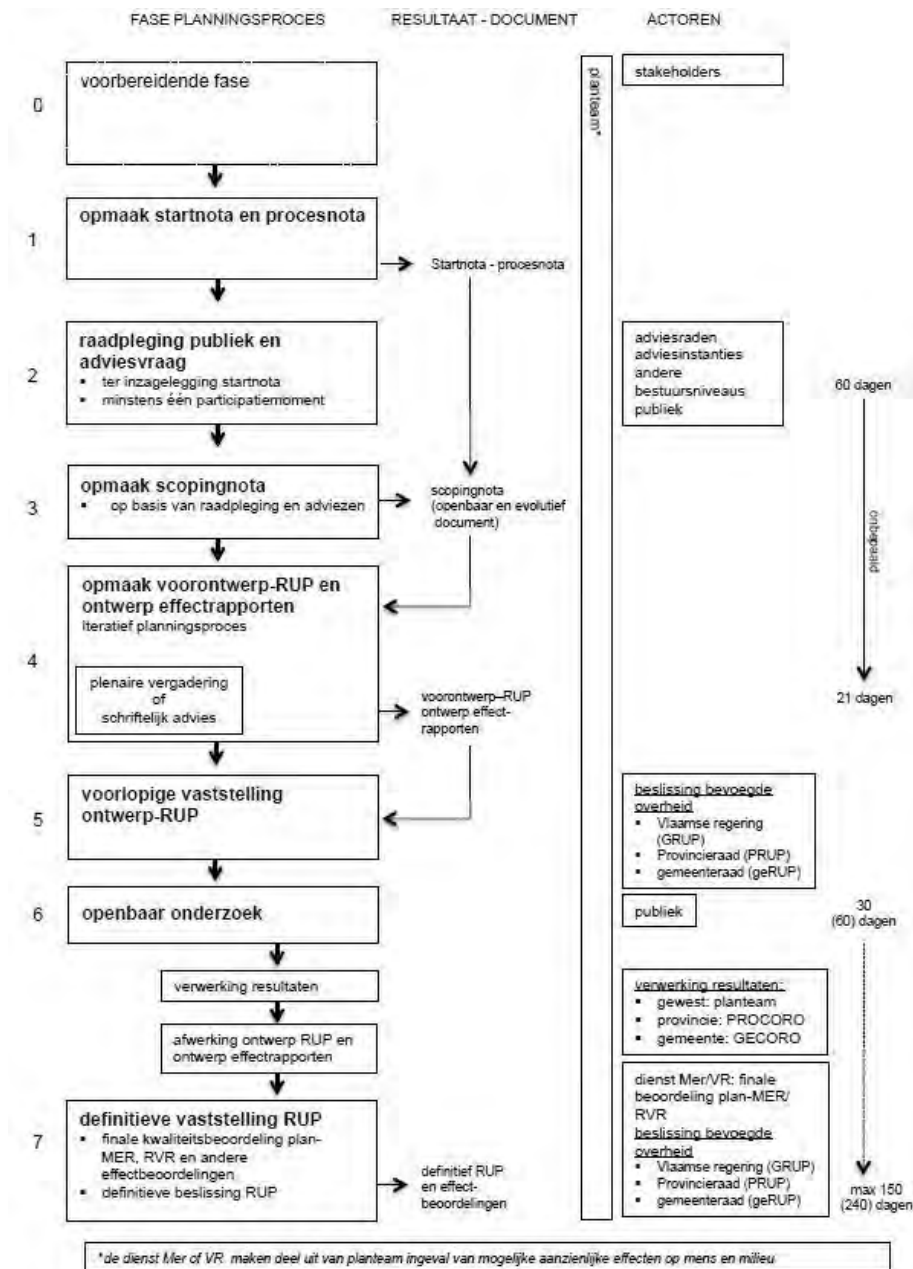 FASE PLANNINGSPROCES
RESULTAAT - DOCUMENT
ACTOREN
0
voorbereidende fase
planteam*
stakeholders
1
opmaak startnota en procesnota
Startnota - procesnota
2
raadpleging publiek en
adviesvraag
▪ ter inzagelegging startnota
▪ minstens één participatiemoment
adviesraden
adviesinstanties
andere
bestuursniveaus
publiek
60 dagen
3
opmaak scopingnota
▪ op basis van raadpleging en adviezen
scopingnota
(openbaar en evolutief
document)
onbepaald
4
opmaak voorontwerp-RUP en
ontwerp effectrapporten
Iteratief planningsproces
plenaire vergadering
of
schriftelijk advies
voorontwerp–RUP
ontwerp effect-
rapporten
21 dagen
5
voorlopige vaststelling
ontwerp-RUP
beslissing bevoegde
overheid
▪ Vlaamse regering
(GRUP)
▪ Provincieraad (PRUP)
▪ gemeenteraad (geRUP)
6
openbaar onderzoek
publiek
30
(60) dagen
verwerking resultaten
verwerking resultaten:
▪ gewest: planteam
▪ provincie: PROCORO
▪ gemeente: GECORO
afwerking ontwerp RUP en
ontwerp effectrapporten
7
definitieve vaststelling RUP
▪ finale kwaliteitsbeoordeling plan-
MER, RVR en andere
effectbeoordelingen
▪ definitieve beslissing RUP
definitief RUP
en effect-
beoordelingen
dienst Mer/VR: finale
beoordeling plan-MER/
RVR
beslissing bevoegde
overheid
▪ Vlaamse regering (GRUP)
▪ Provincieraad (PRUP)
▪ gemeenteraad (geRUP)
max 150
(240) dagen
*de dienst Mer of VR maken deel uit van planteam ingeval van mogelijke aanzienlijke effecten op mens en milieu